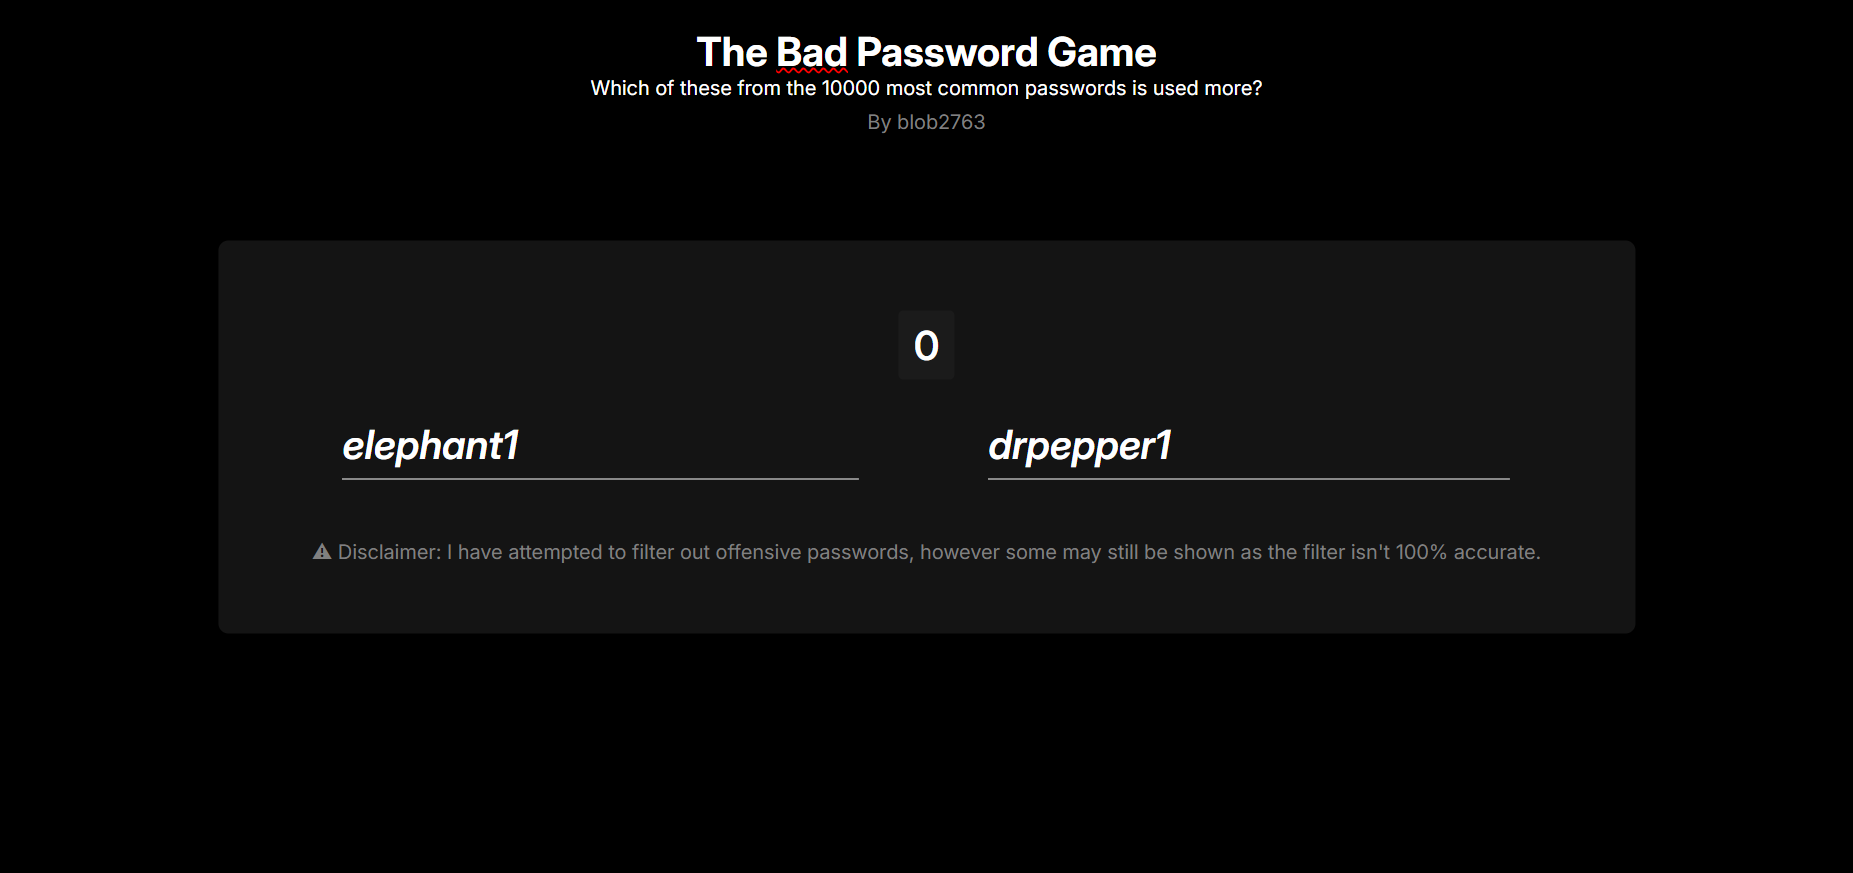 The Bad Password Game
Which of these from the 10000 most common passwords is used more?
By blob2763
0
elephant1
drpepper1
⚠ Disclaimer: I have attempted to filter out offensive passwords, however some may still be shown as the filter isn't 100% accurate.